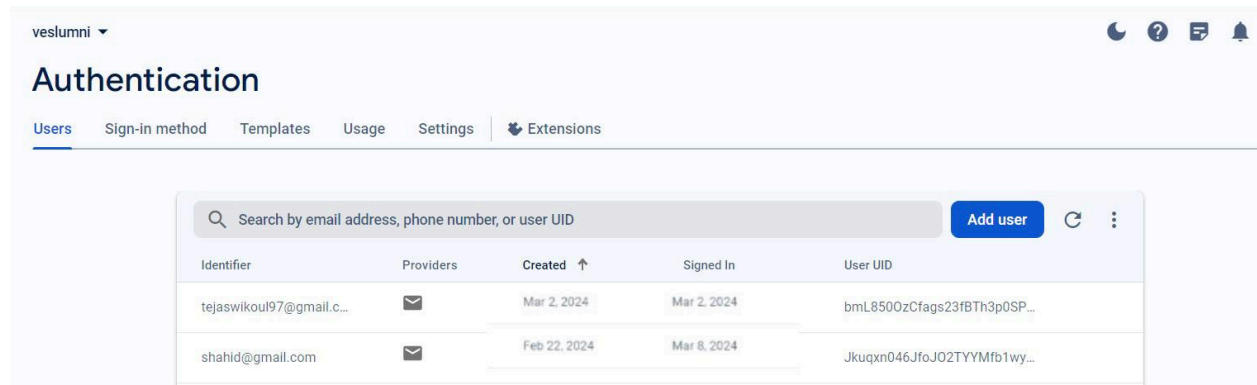 veslumni
Authentication
Users Sign-in method Templates Usage Settings Extensions
Search by email address, phone number, or user UID Add user
Identifier Providers Created Signed In User UID
tejaswikoul97@gmail.c... Mar 2, 2024 Mar 2, 2024 bmL850OzCfags23fBTh3p0SP...
shahid@gmail.com Feb 22, 2024 Mar 8, 2024 Jkuqxn046JfoJO2TYYMfb1wy...